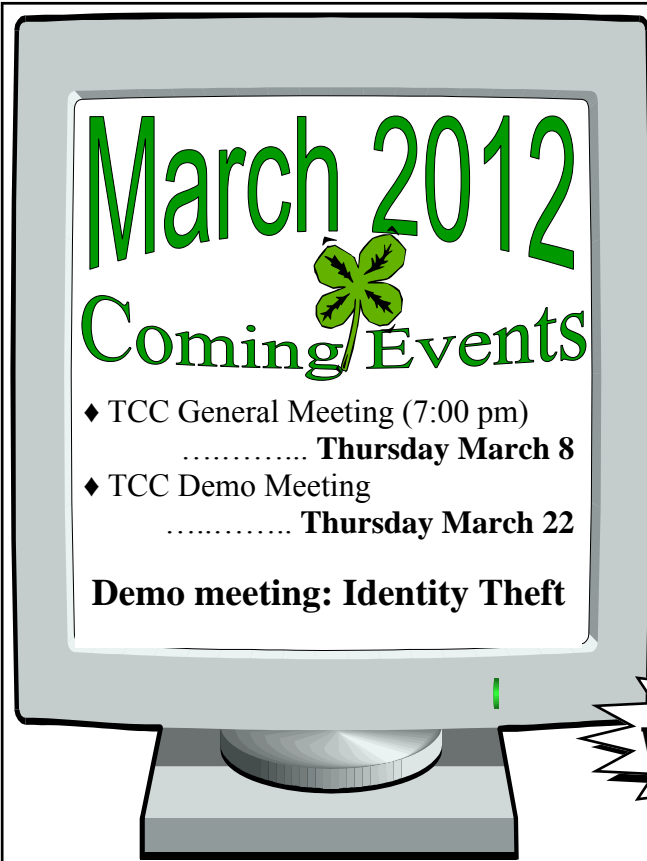 March 2012
Coming Events
♦ TCC General Meeting (7:00 pm)
…..……... Thursday March 8
♦ TCC Demo Meeting
…..…….. Thursday March 22
Demo meeting: Identity Theft